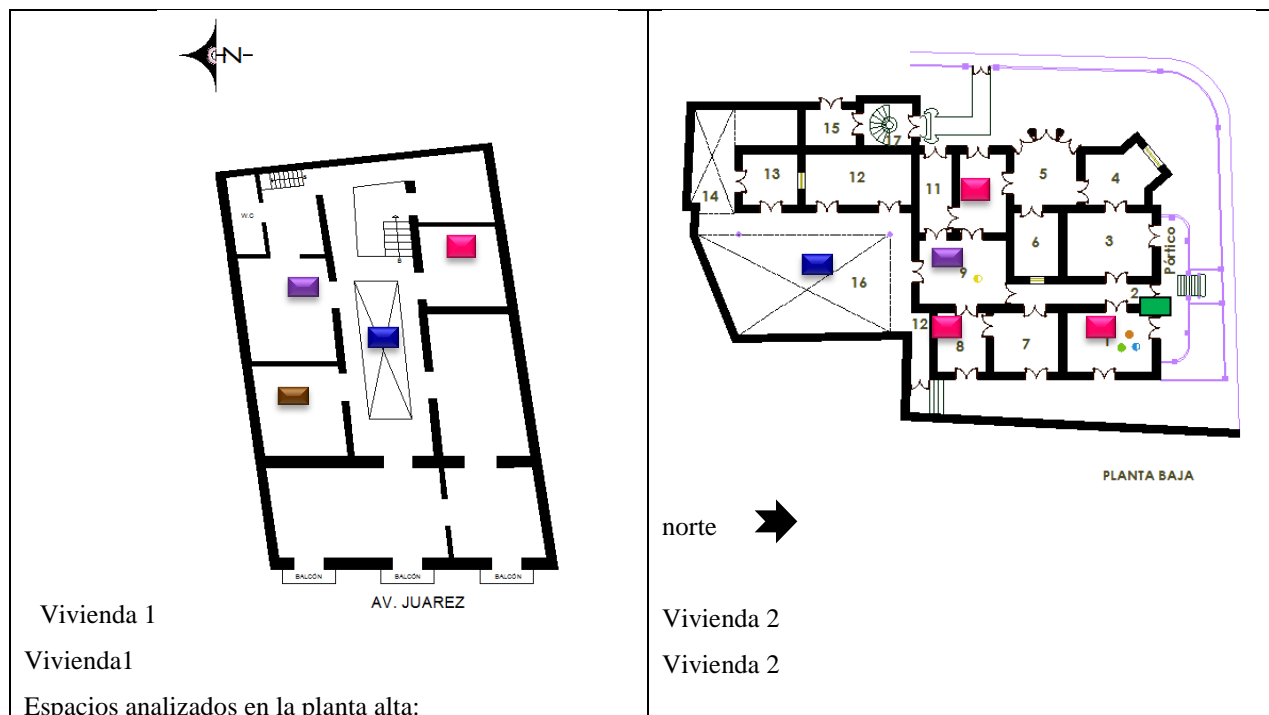 N
W.C
B
BALCÓN
BALCÓN
BALCÓN
AV. JUAREZ
Vivienda 1
Vivienda1
Espacios analizados en la planta alta:
15
17
14
13
12
11
5
4
6
3
Pórtico
16
9
2
12
8
7
1
PLANTA BAJA
norte
Vivienda 2
Vivienda 2